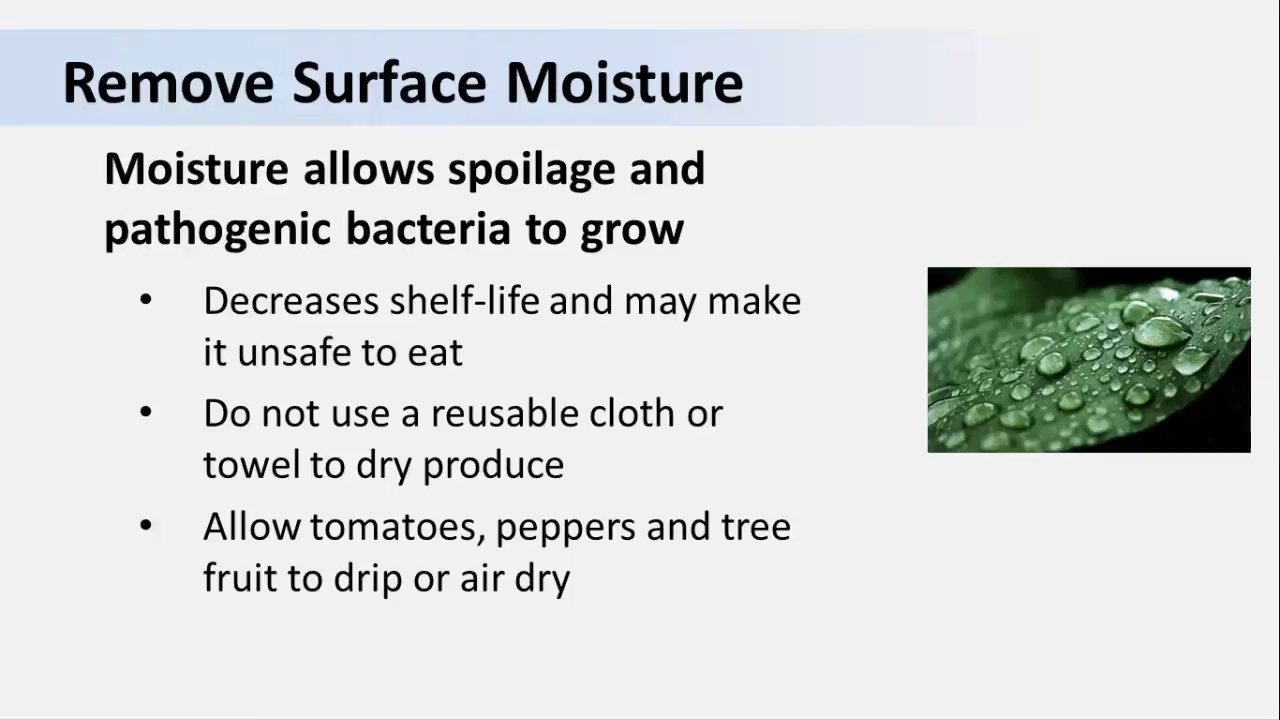 Remove Surface Moisture
Moisture allows spoilage and
pathogenic bacteria to grow
• Decreases shelf-life and may make
it unsafe to eat
• Do not use a reusable cloth or
towel to dry produce
• Allow tomatoes, peppers and tree
fruit to drip or air dry